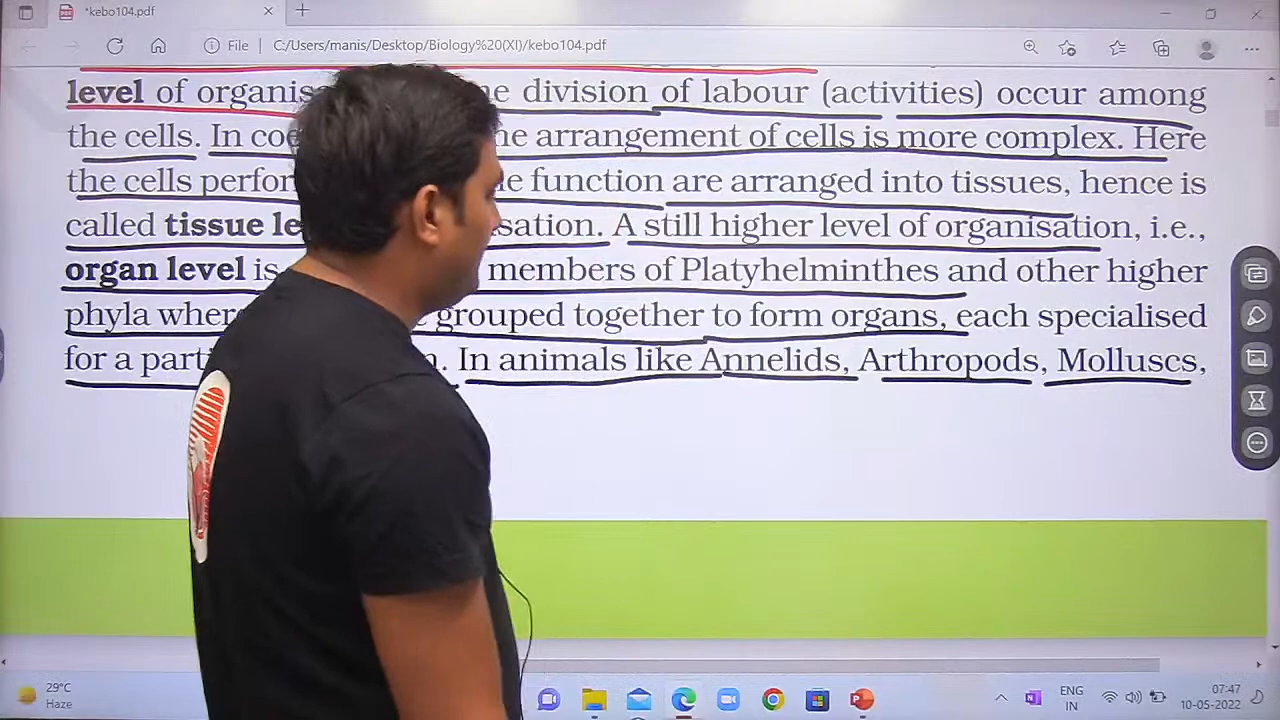 *kebo104.pdf
File
C:/Users/manis/Desktop/Biology%20(XI)/kebo104.pdf
level of organis ne division of labour (activities) occur among
the cells. In coe he arrangement of cells is more complex. Here
the cells perfor ne function are arranged into tissues, hence is
called tissue le sation. A still higher level of organisation, i.e.,
organ level is members of Platyhelminthes and other higher
phyla wher grouped together to form organs, each specialised
for a parti n. In animals like Annelids, Arthropods, Molluscs,
29°C
Haze
ENG
IN
07:47
10-05-2022